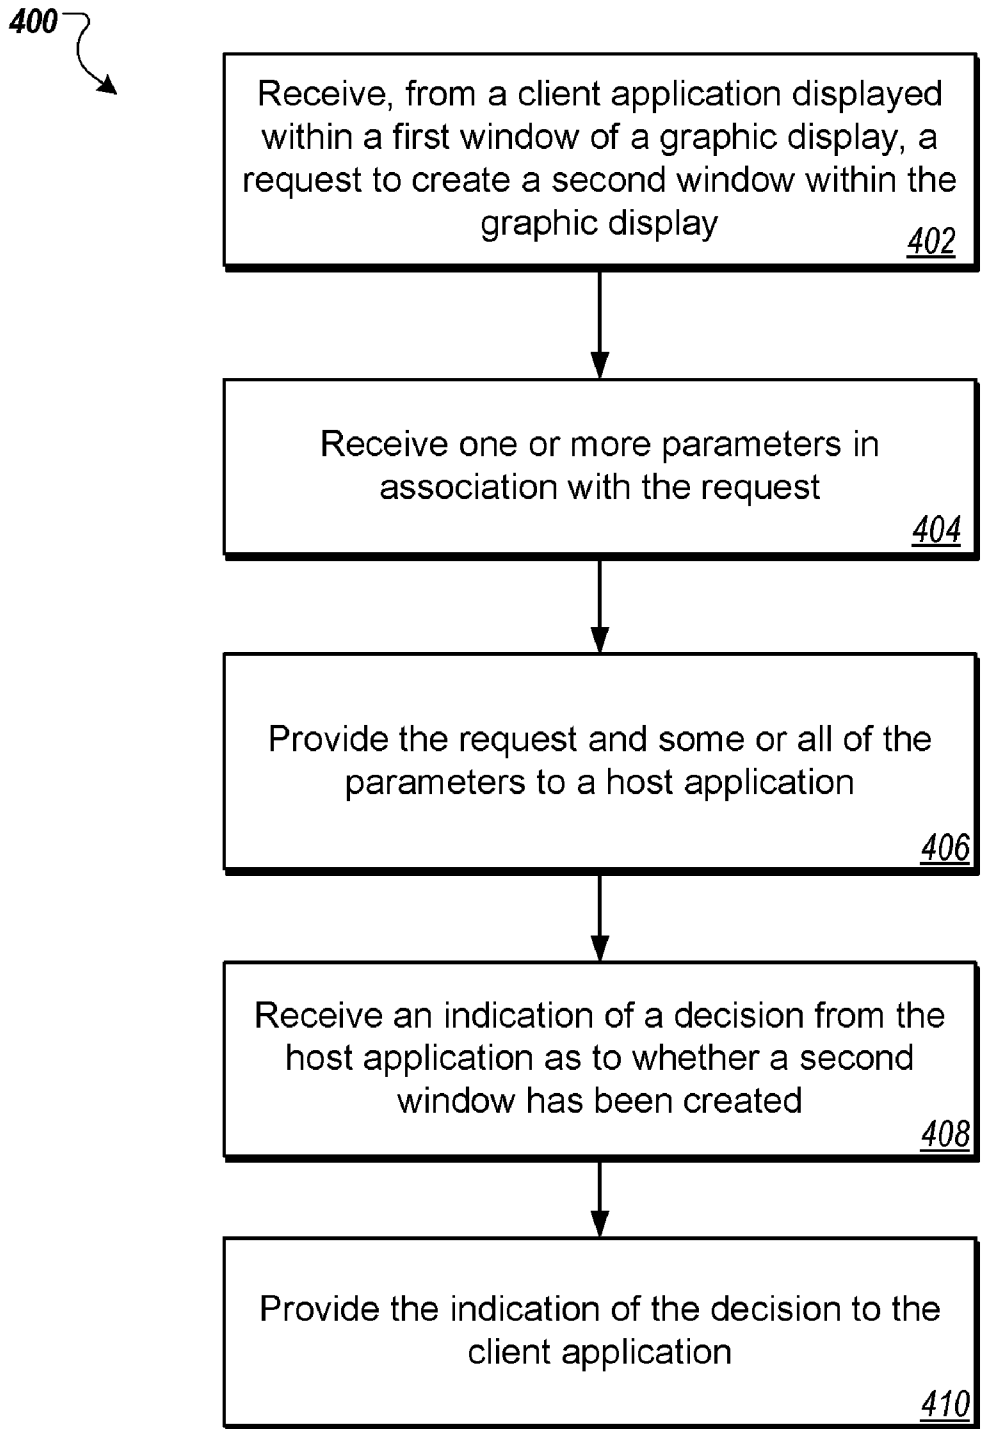 400
Receive, from a client application displayed
within a first window of a graphic display, a
request to create a second window within the
graphic display
402
Receive one or more parameters in
association with the request
404
Provide the request and some or all of the
parameters to a host application
406
Receive an indication of a decision from the
host application as to whether a second
window has been created
408
Provide the indication of the decision to the
client application
410